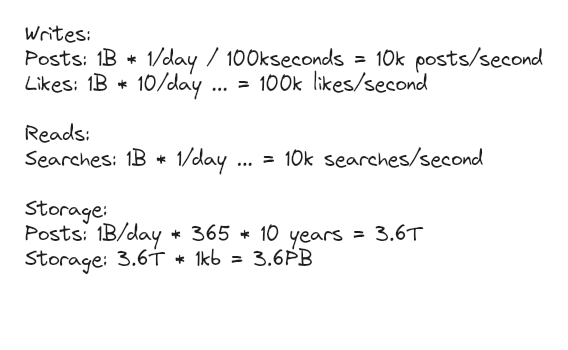 Writes:
Posts: 1B * 1/day / 100kseconds = 10k posts/second
Likes: 1B * 10/day ... = 100k likes/second
Reads:
Searches: 1B * 1/day ... = 10k searches/second
Storage:
Posts: 1B/day * 365 * 10 years = 3.6T
Storage: 3.6T * 1kb = 3.6PB